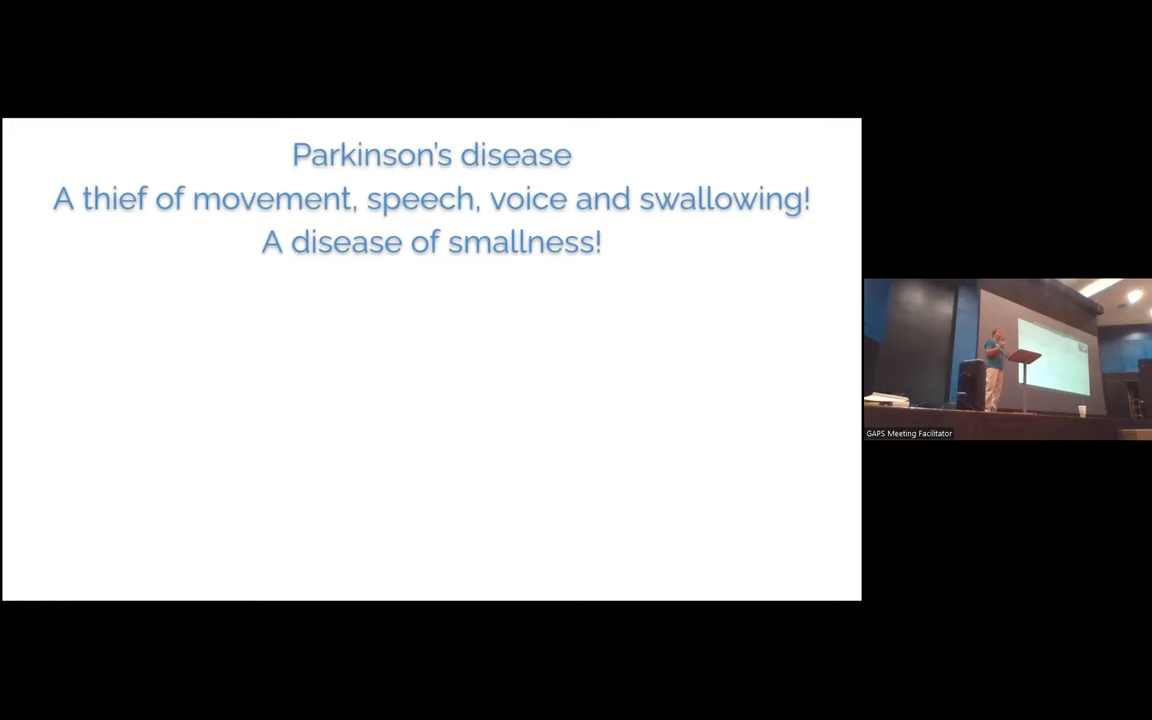 Parkinson's disease
A thief of movement, speech, voice and swallowing!
A disease of smallness!
GAPS Meeting Facilitator